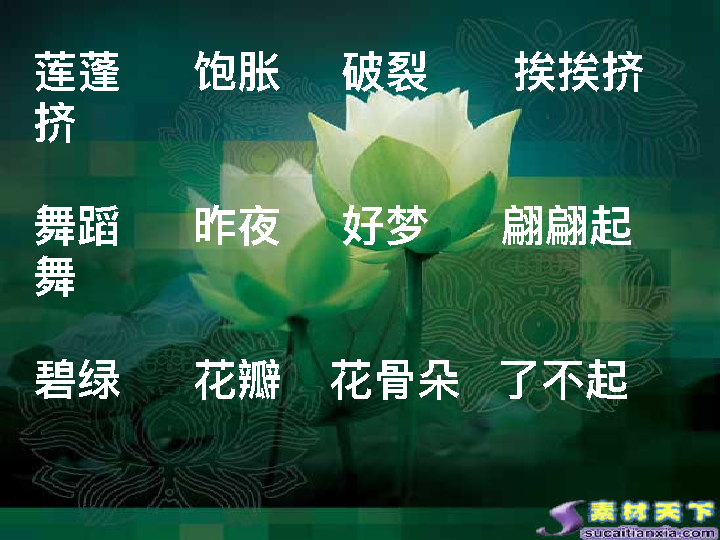 莲蓬 饱胀 破裂 挨挨挤
挤
舞蹈 昨夜 好梦 翩翩起
舞
碧绿 花瓣 花骨朵 了不起
素材天下
sucaitianxia.com